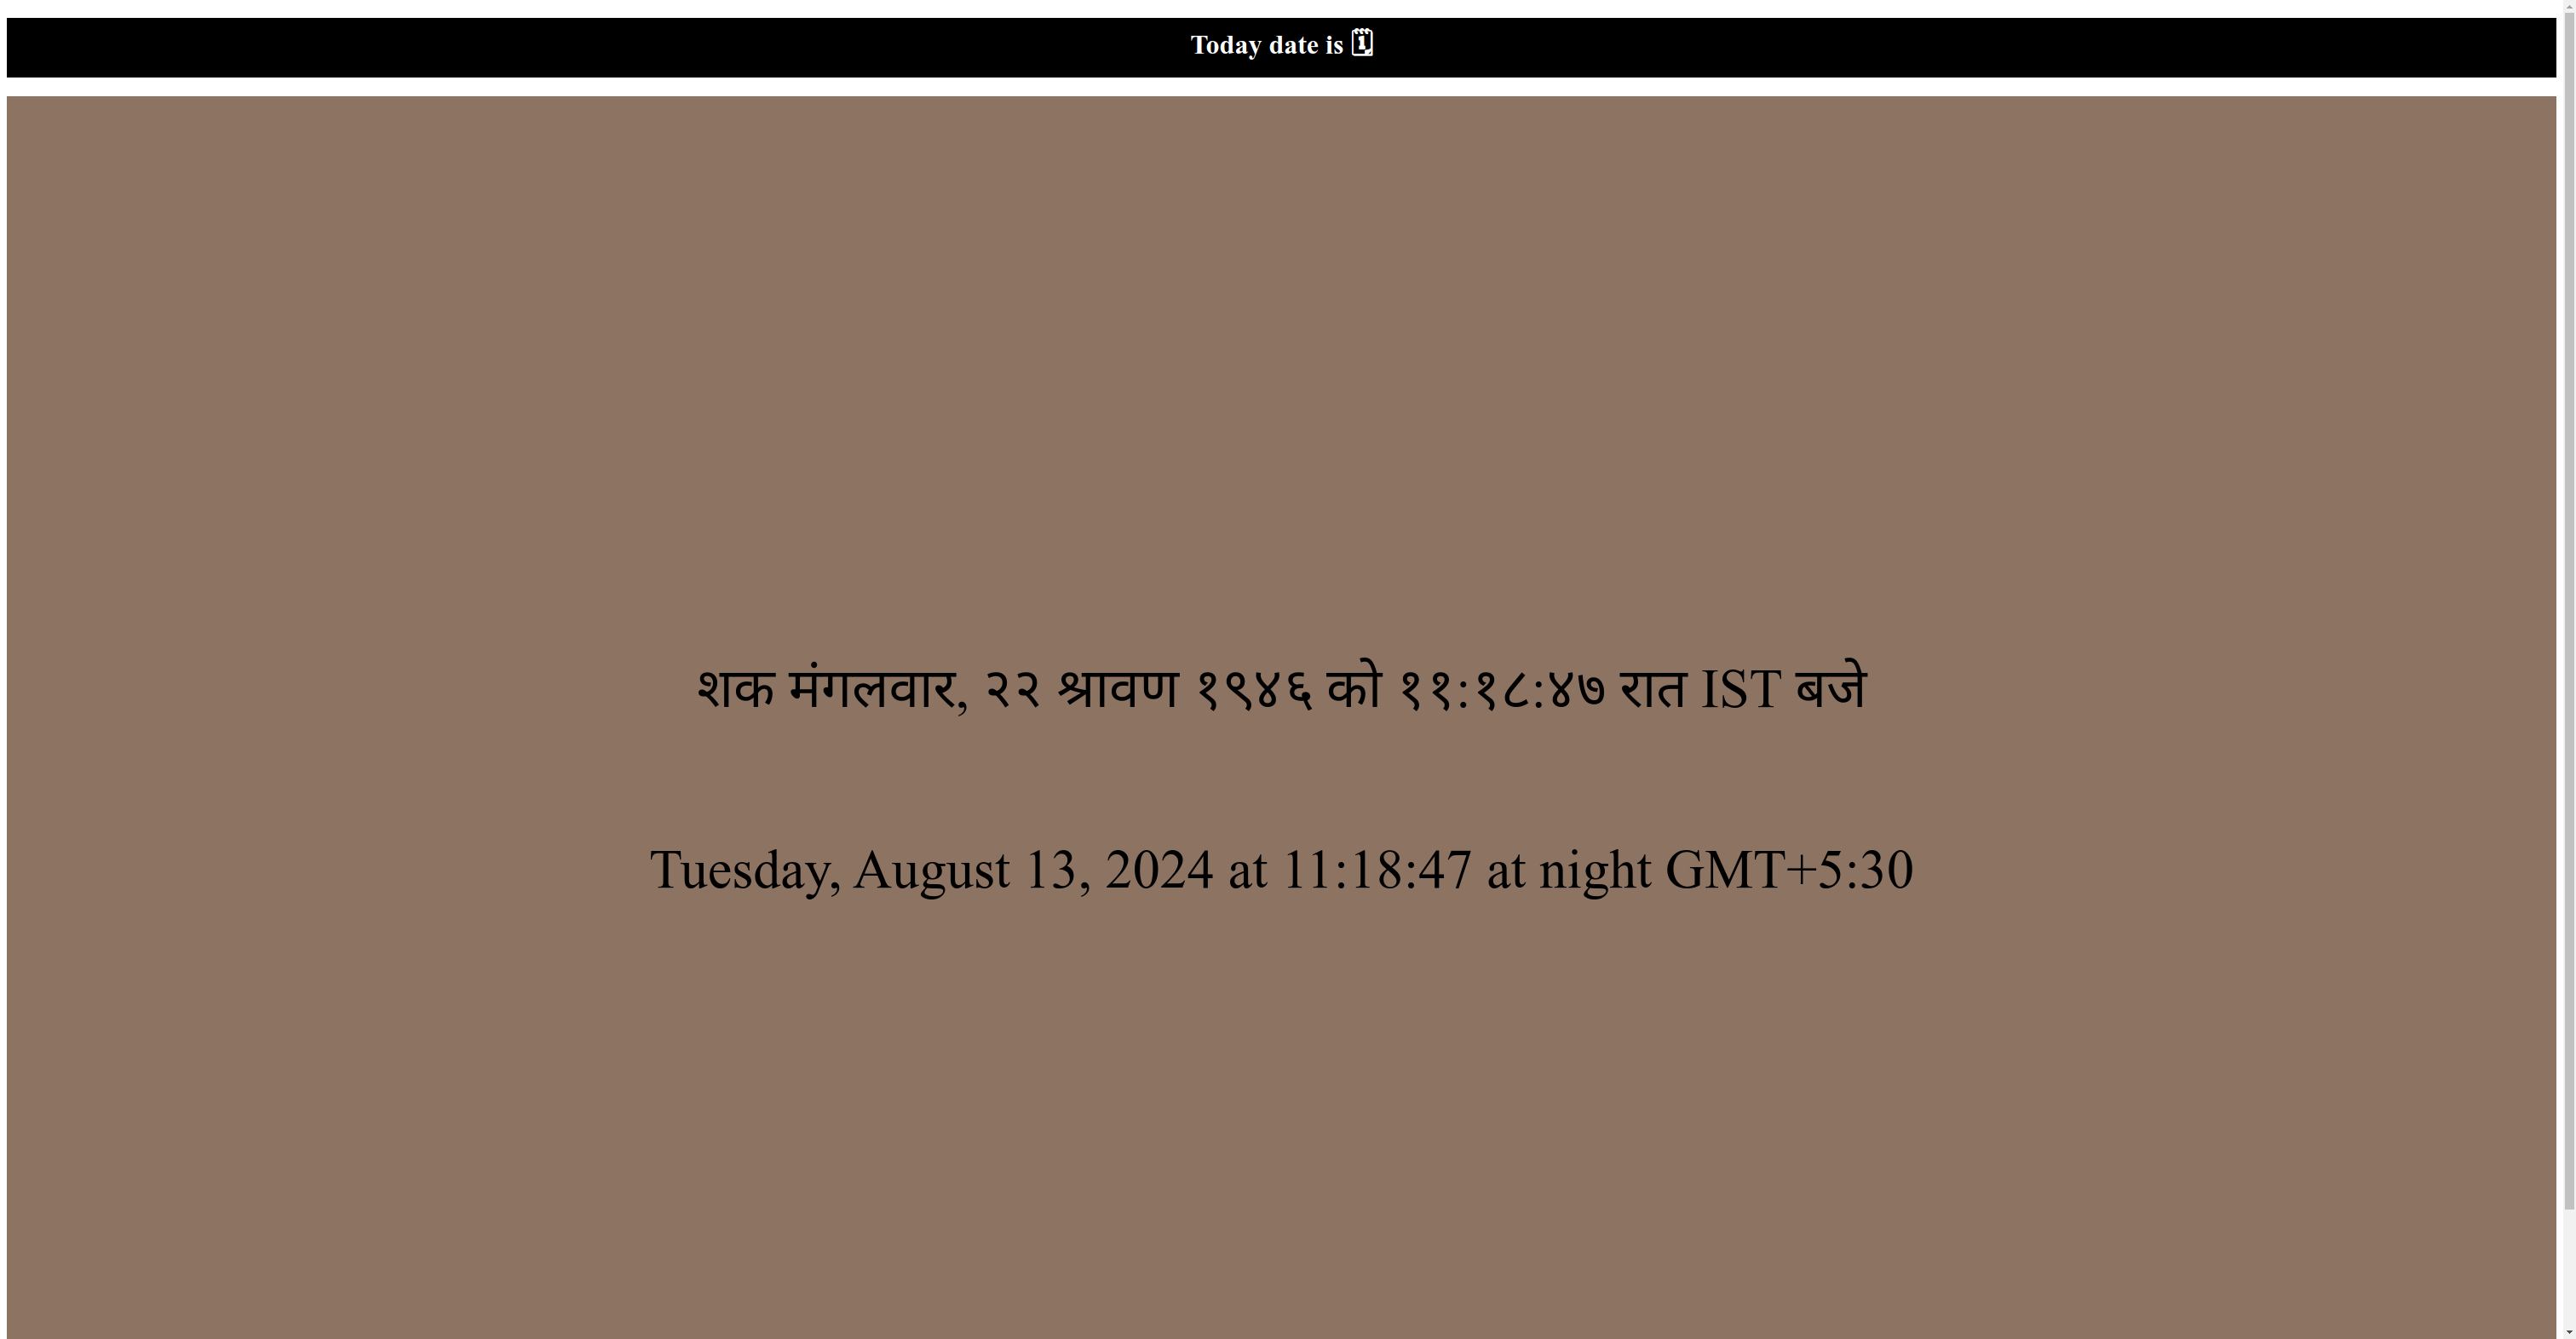 Today date is 🗓
शक मंगलवार, २२ श्रावण १९४६ को ११:१८:४७ रात IST बजे
Tuesday, August 13, 2024 at 11:18:47 at night GMT+5:30